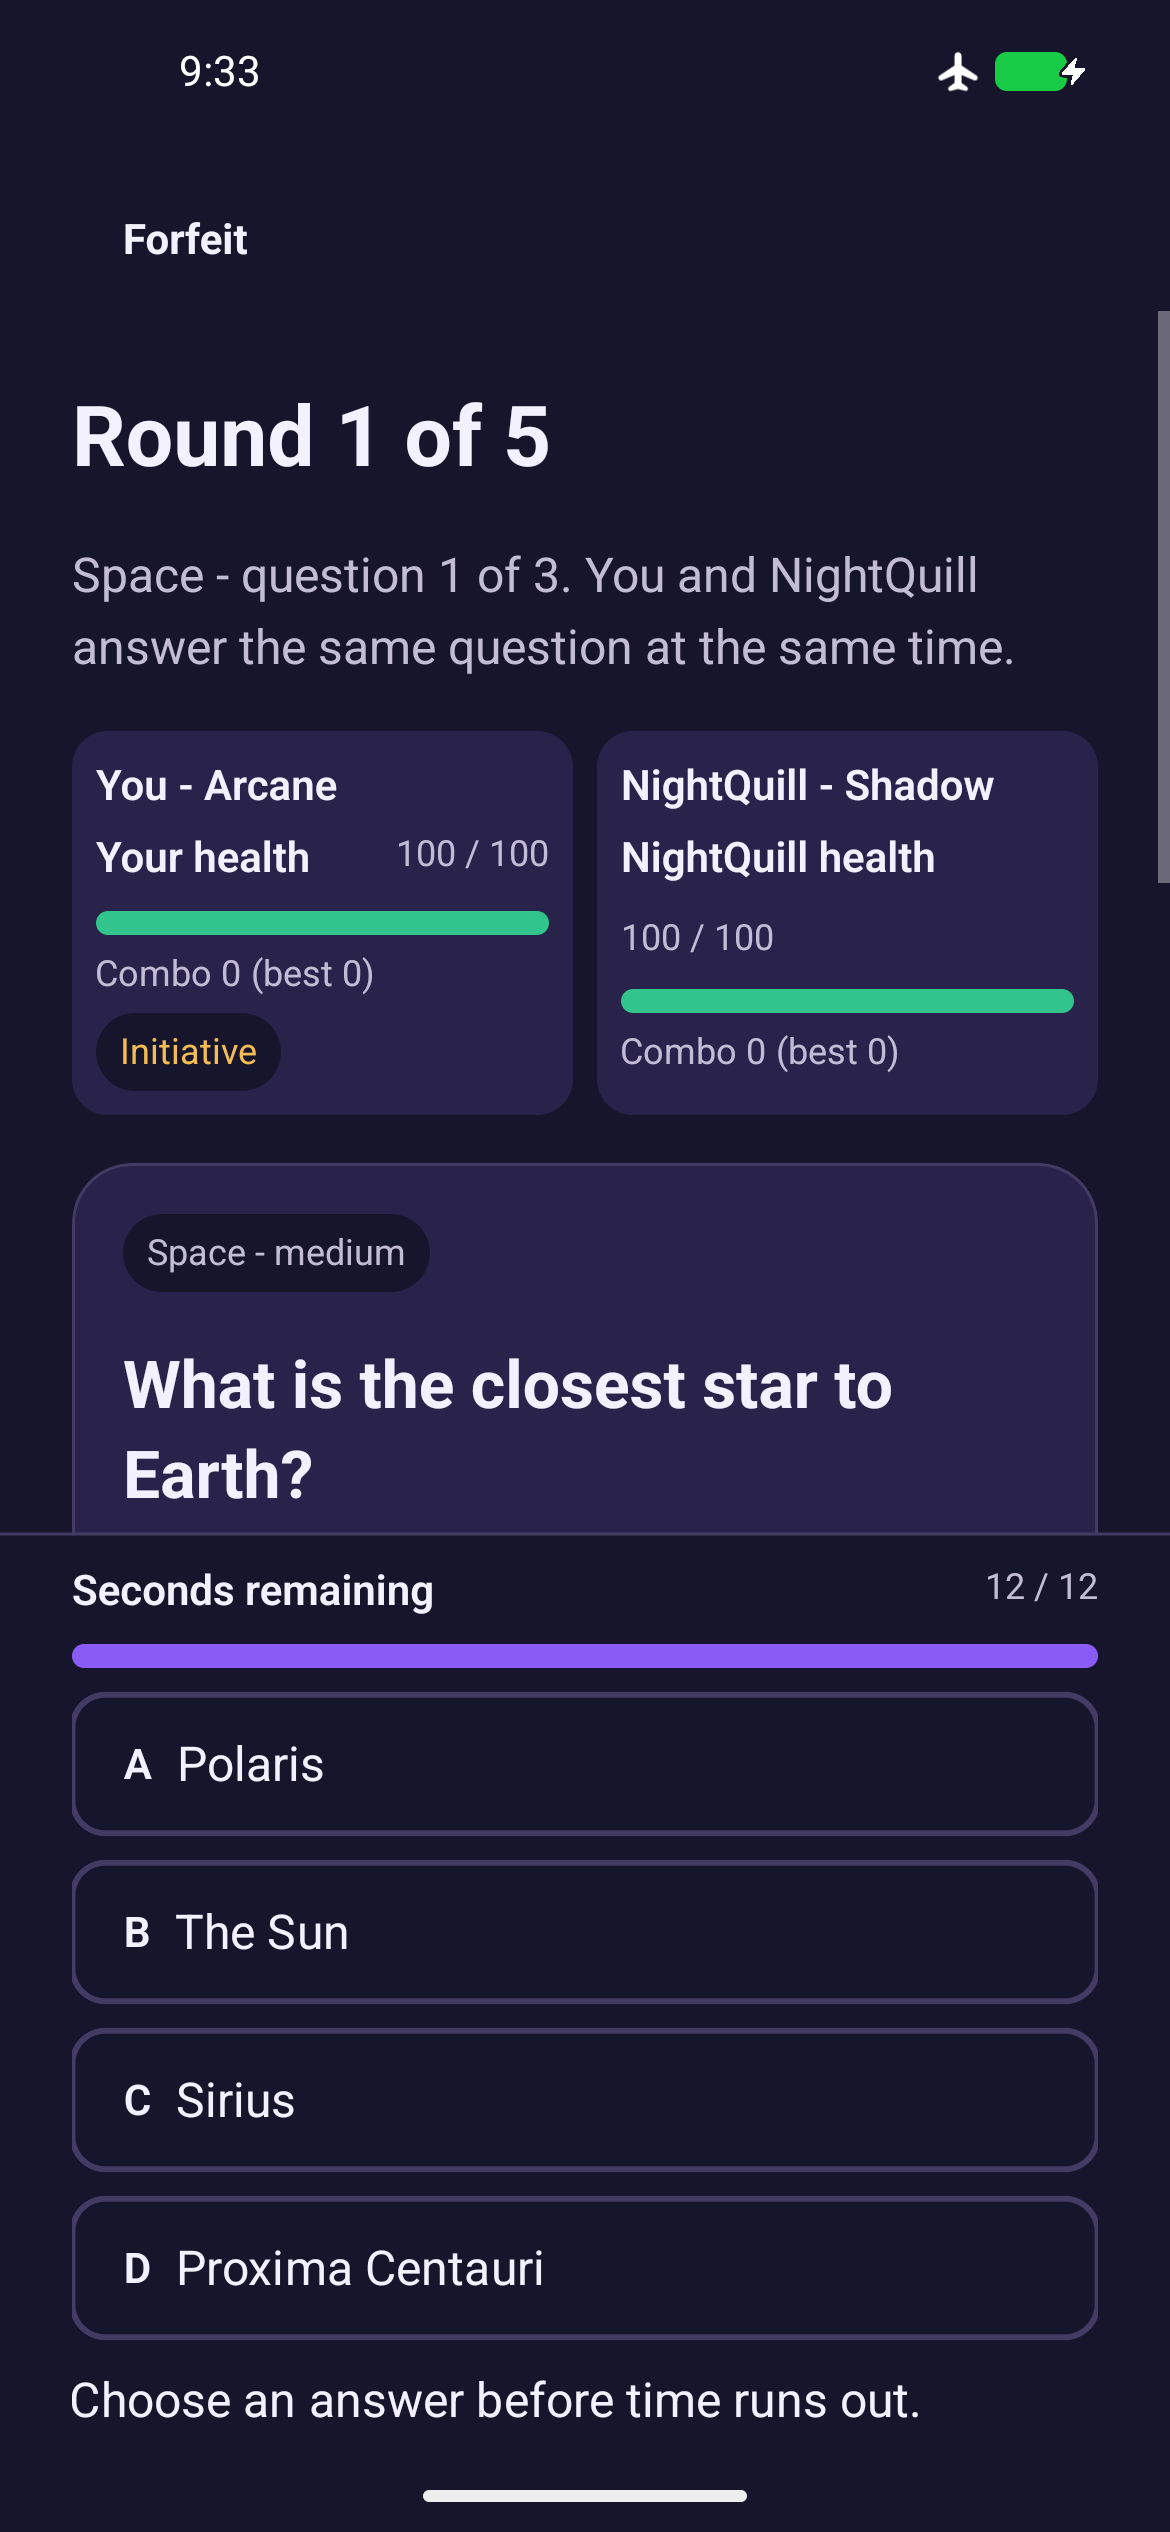 9:33
Forfeit
Round 1 of 5
Space - question 1 of 3. You and NightQuill
answer the same question at the same time.
You - Arcane
Your health 100 / 100
Combo 0 (best 0)
Initiative
NightQuill - Shadow
NightQuill health
100 / 100
Combo 0 (best 0)
Space - medium
What is the closest star to
Earth?
Seconds remaining 12 / 12
A Polaris
B The Sun
C Sirius
D Proxima Centauri
Choose an answer before time runs out.